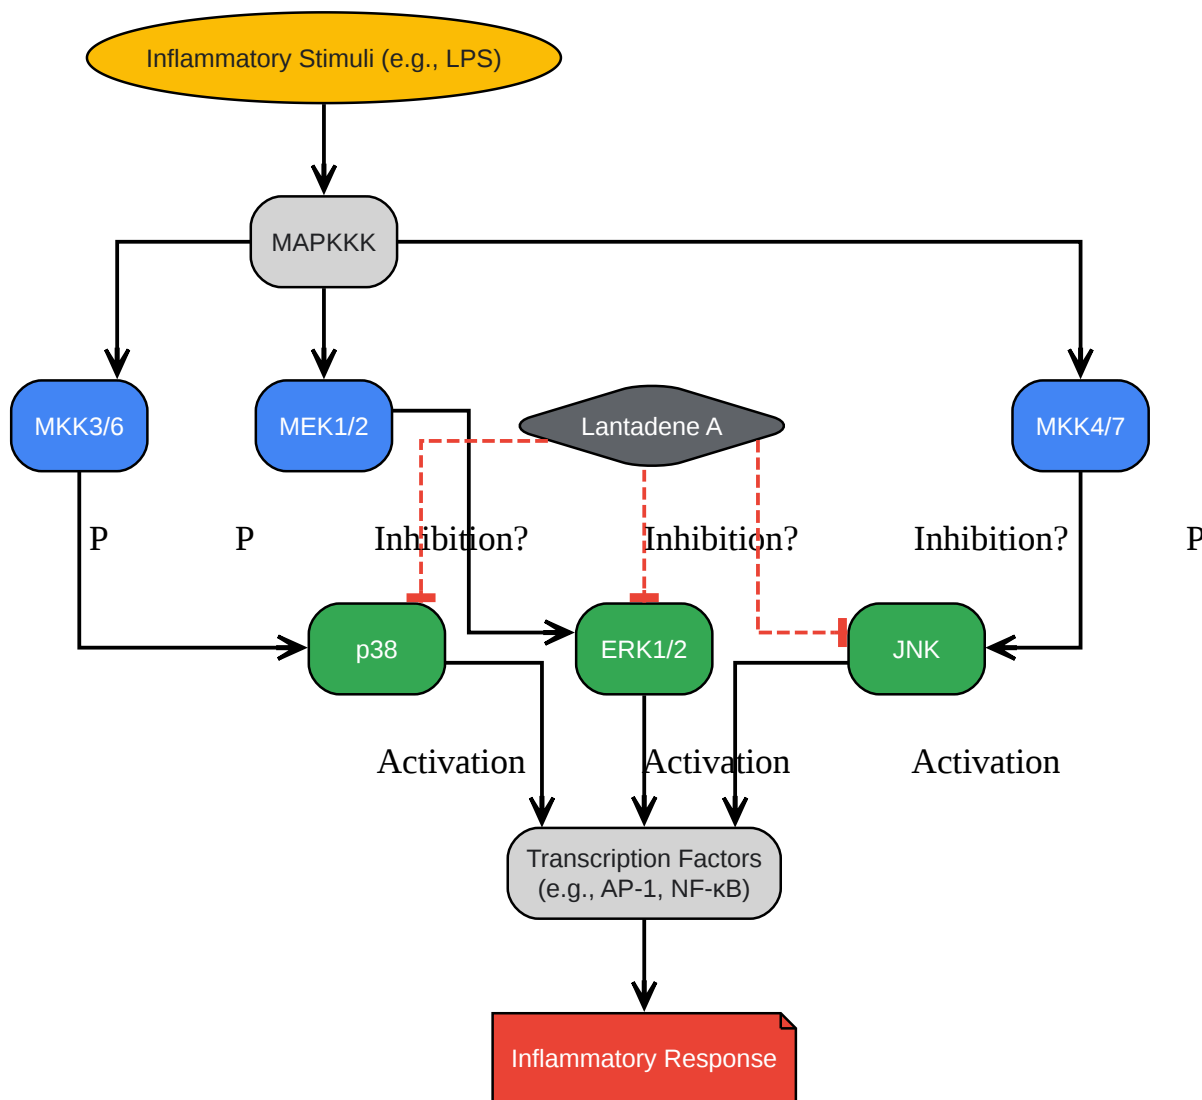 Inflammatory Stimuli (e.g., LPS)
MAPKKK
MKK3/6
MEK1/2
Lantadene A
MKK4/7
P
P
Inhibition?
Inhibition?
Inhibition?
P
p38
ERK1/2
JNK
Activation
Activation
Activation
Transcription Factors
(e.g., AP-1, NF-κB)
Inflammatory Response